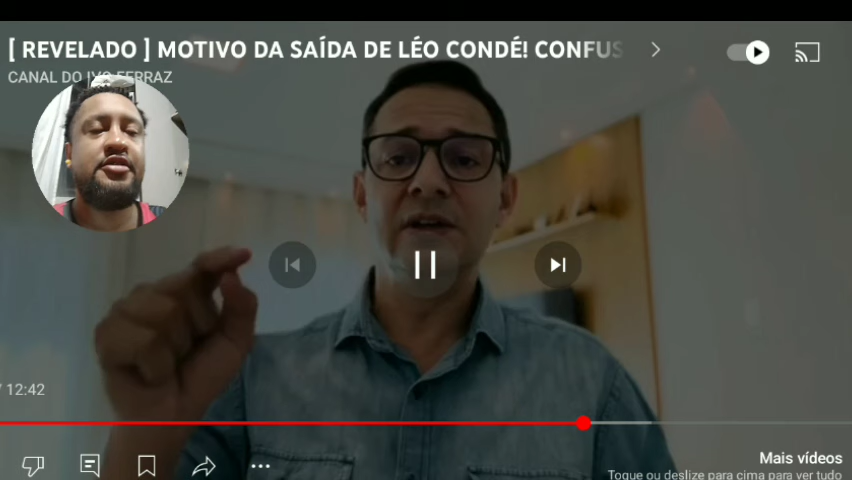 [ REVELADO ] MOTIVO DA SAÍDA DE LÉO CONDÉ! CONFUS
CANAL DO IVO FERRAZ
/ 12:42
Mais vídeos
Toque ou deslize para cima para ver tudo